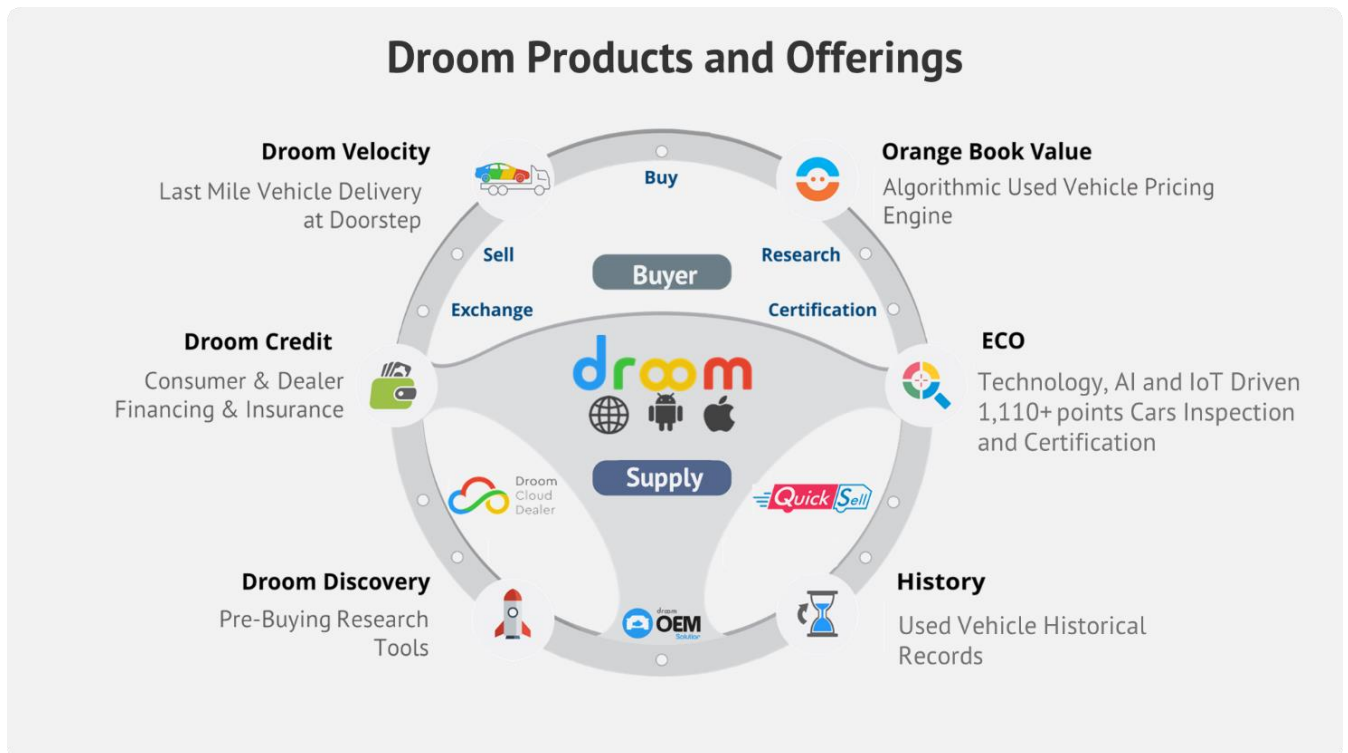 Droom Products and Offerings
Droom Velocity
Last Mile Vehicle Delivery
at Doorstep
Orange Book Value
Algorithmic Used Vehicle Pricing
Engine
Buy
Sell
Research
Buyer
Exchange
Certification
Droom Credit
Consumer & Dealer
Financing & Insurance
droom
ECO
Technology, AI and IoT Driven
1,110+ points Cars Inspection
and Certification
Supply
Droom
Cloud
Dealer
Quick Sell
Droom Discovery
Pre-Buying Research
Tools
droom
OEM
Solution
History
Used Vehicle Historical
Records